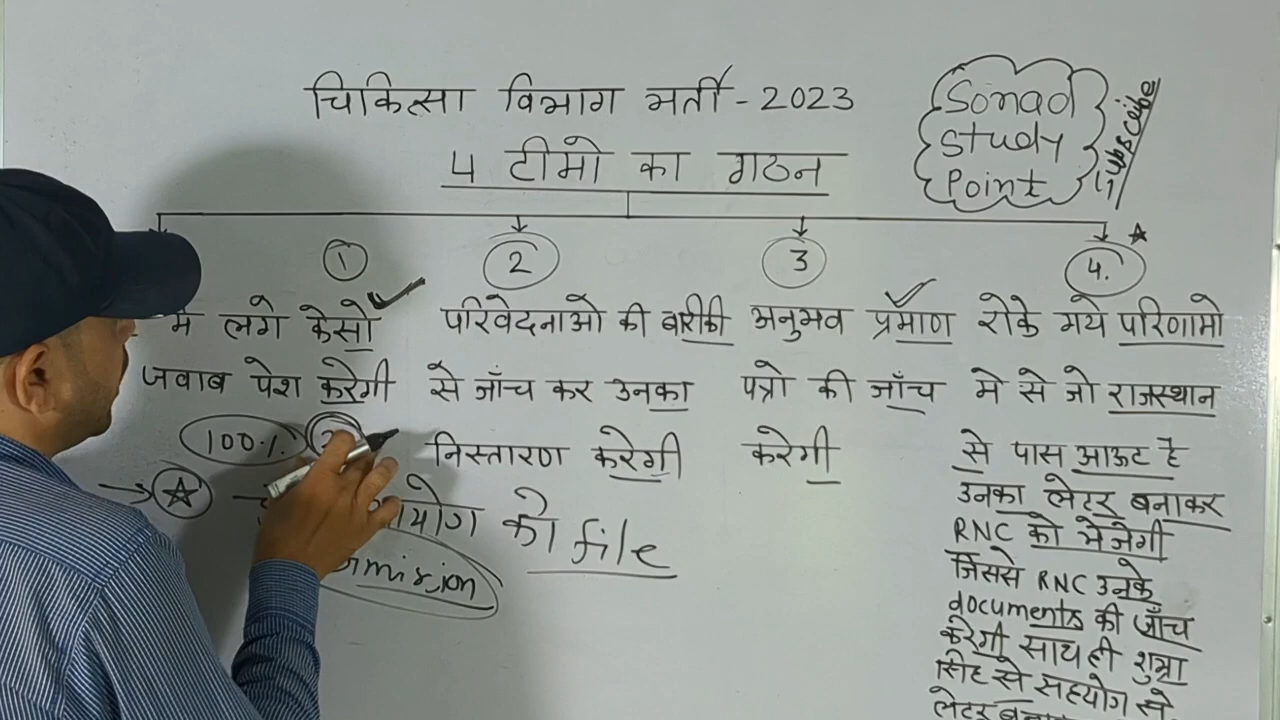 चिकित्सा विभाग भर्ती - 2023
4 टीमो का गठन
Sonad
Study
Point
Subscribe
1
में लगे केसो
जवाब पेश करेगी
100%
2
परिवेदनाओ की बारीकी
से जाँच कर उनका
निस्तारण करेगी
3
अनुभव प्रमाण
पत्रो की जाँच
करेगी
4.
रोके गये परिणामो
मे से जो राजस्थान
से पास आऊट है
उनका लेटर बनाकर
RNC को भेजेगी
जिससे RNC उनके
documents की जाँच
करेगी साथ ही शुभ्रा
सिंह से सहयोग से
लेटर
की file